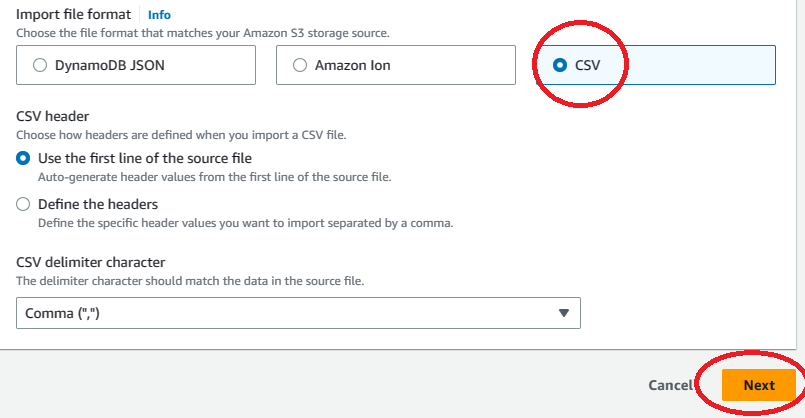 Import file format Info
Choose the file format that matches your Amazon S3 storage source.
DynamoDB JSON
Amazon Ion
CSV
CSV header
Choose how headers are defined when you import a CSV file.
Use the first line of the source file
Auto-generate header values from the first line of the source file.
Define the headers
Define the specific header values you want to import separated by a comma.
CSV delimiter character
The delimiter character should match the data in the source file.
Comma (",")
Cancel
Next